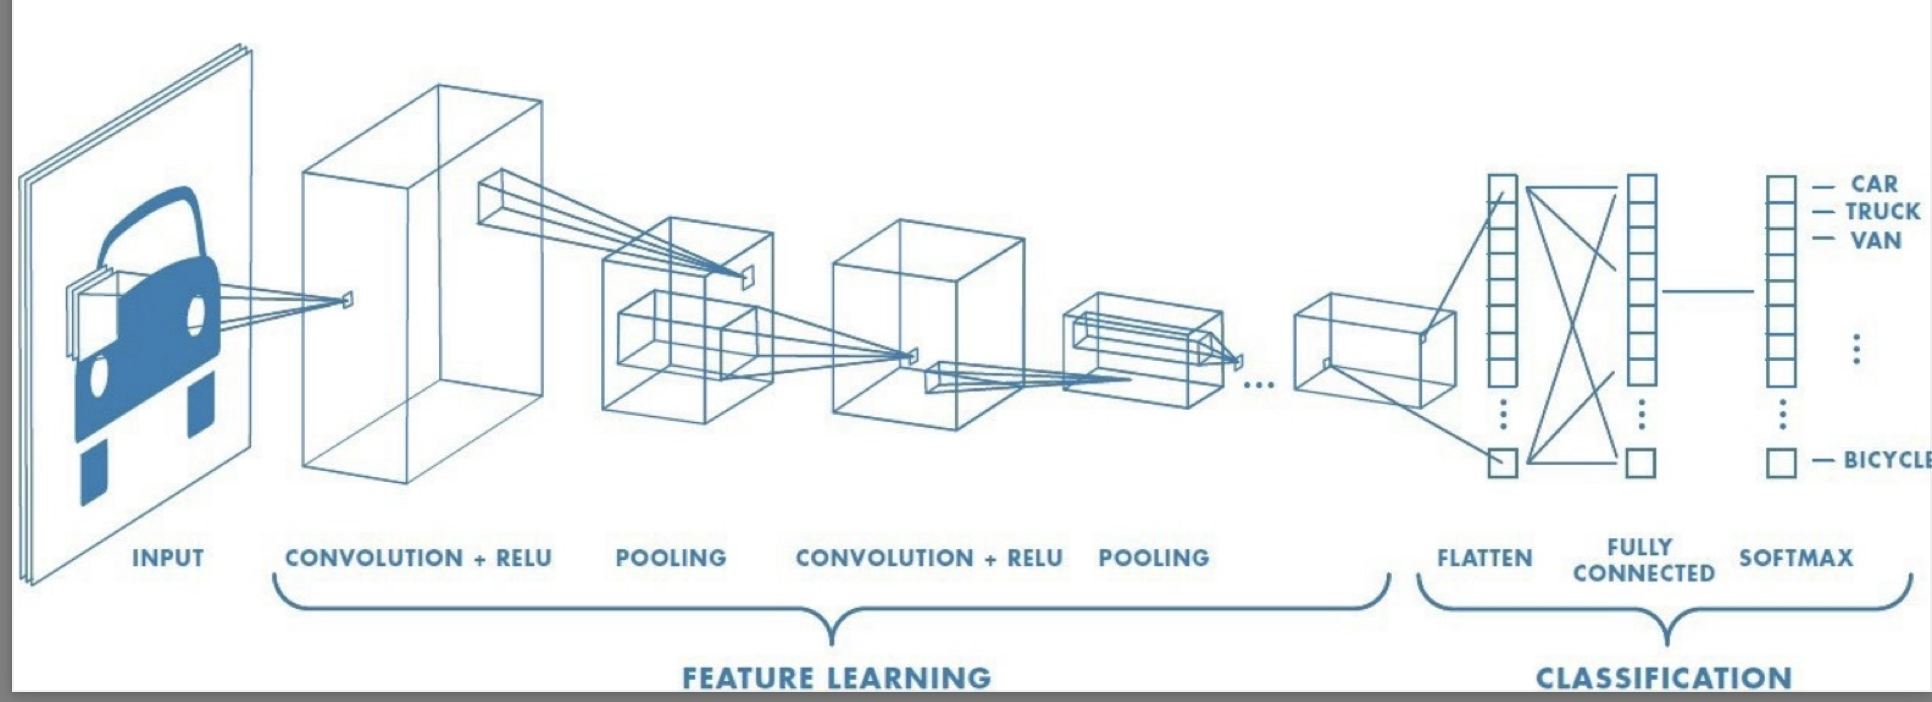 CAR
TRUCK
VAN
BICYCLE
INPUT
CONVOLUTION + RELU
POOLING
CONVOLUTION + RELU
POOLING
FLATTEN
FULLY
CONNECTED
SOFTMAX
FEATURE LEARNING
CLASSIFICATION